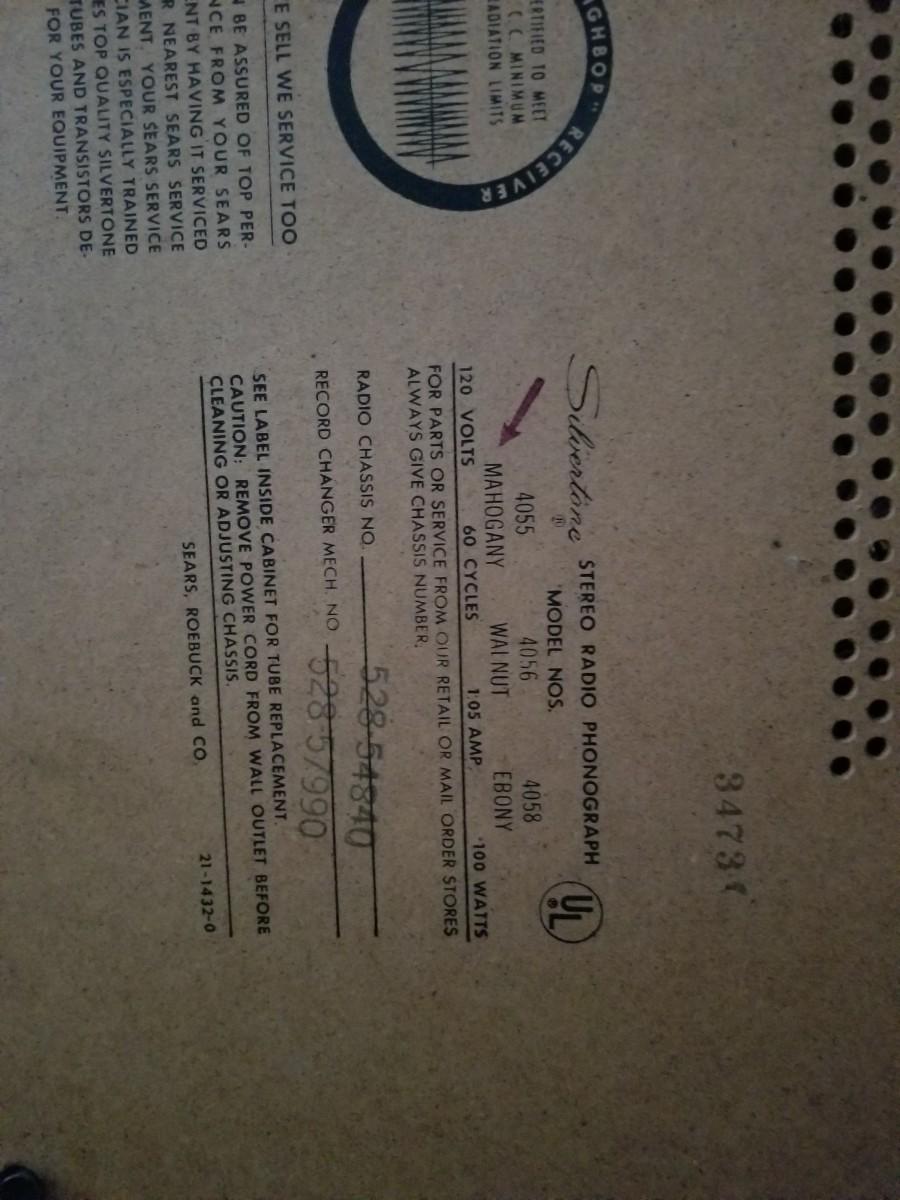 GHBOR" RECEIVER
ERTIFIED TO MEET
C. C. MINIMUM
ADIATION LIMITS
E SELL WE SERVICE TOO
N BE ASSURED OF TOP PER-
NCE FROM YOUR SEARS
ENT BY HAVING IT SERVICED
R NEAREST SEARS SERVICE
MENT. YOUR SEARS SERVICE
CIAN IS ESPECIALLY TRAINED
ES TOP QUALITY SILVERTONE
TUBES AND TRANSISTORS DE-
FOR YOUR EQUIPMENT.
Silvertone ® STEREO RADIO PHONOGRAPH
MODEL NOS.
4055 4056 4058
MAHOGANY WALNUT EBONY
UL ®
120 VOLTS 60 CYCLES 1.05 AMP. 100 WATTS
FOR PARTS OR SERVICE FROM OUR RETAIL OR MAIL ORDER STORES
ALWAYS GIVE CHASSIS NUMBER.
RADIO CHASSIS NO. 528 54840
RECORD CHANGER MECH. NO. 528 57990
SEE LABEL INSIDE CABINET FOR TUBE REPLACEMENT.
CAUTION: REMOVE POWER CORD FROM WALL OUTLET BEFORE
CLEANING OR ADJUSTING CHASSIS.
SEARS, ROEBUCK and CO. 21-1432-0